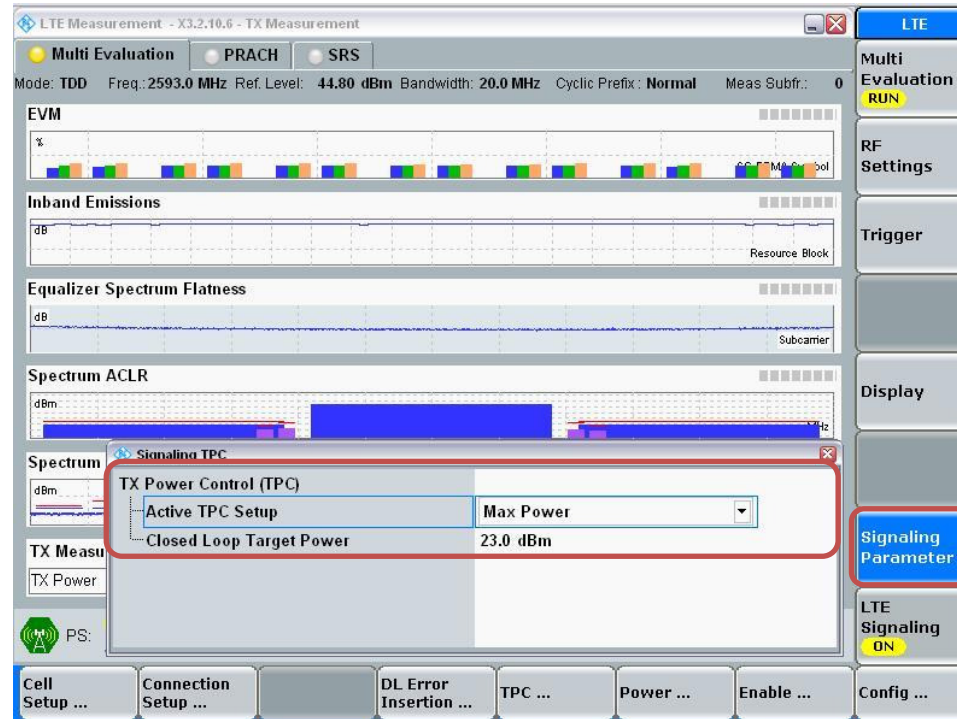 LTE Measurement - X3.2.10.6 - TX Measurement
LTE
Multi Evaluation PRACH SRS
Mode: TDD Freq.: 2593.0 MHz Ref. Level: 44.80 dBm Bandwidth: 20.0 MHz Cyclic Prefix : Normal Meas Subfr.: 0
Multi
Evaluation
RUN
EVM
%
RF
Settings
Inband Emissions
dB
Resource Block
Trigger
Equalizer Spectrum Flatness
dB
Subcarrier
Spectrum ACLR
dBm
Display
Spectrum
dBm
Signaling TPC
TX Power Control (TPC)
Active TPC Setup Max Power
Closed Loop Target Power 23.0 dBm
Signaling
Parameter
TX Measu
TX Power
PS:
LTE
Signaling
ON
Cell
Setup ...
Connection
Setup ...
DL Error
Insertion ...
TPC ...
Power ...
Enable ...
Config ...